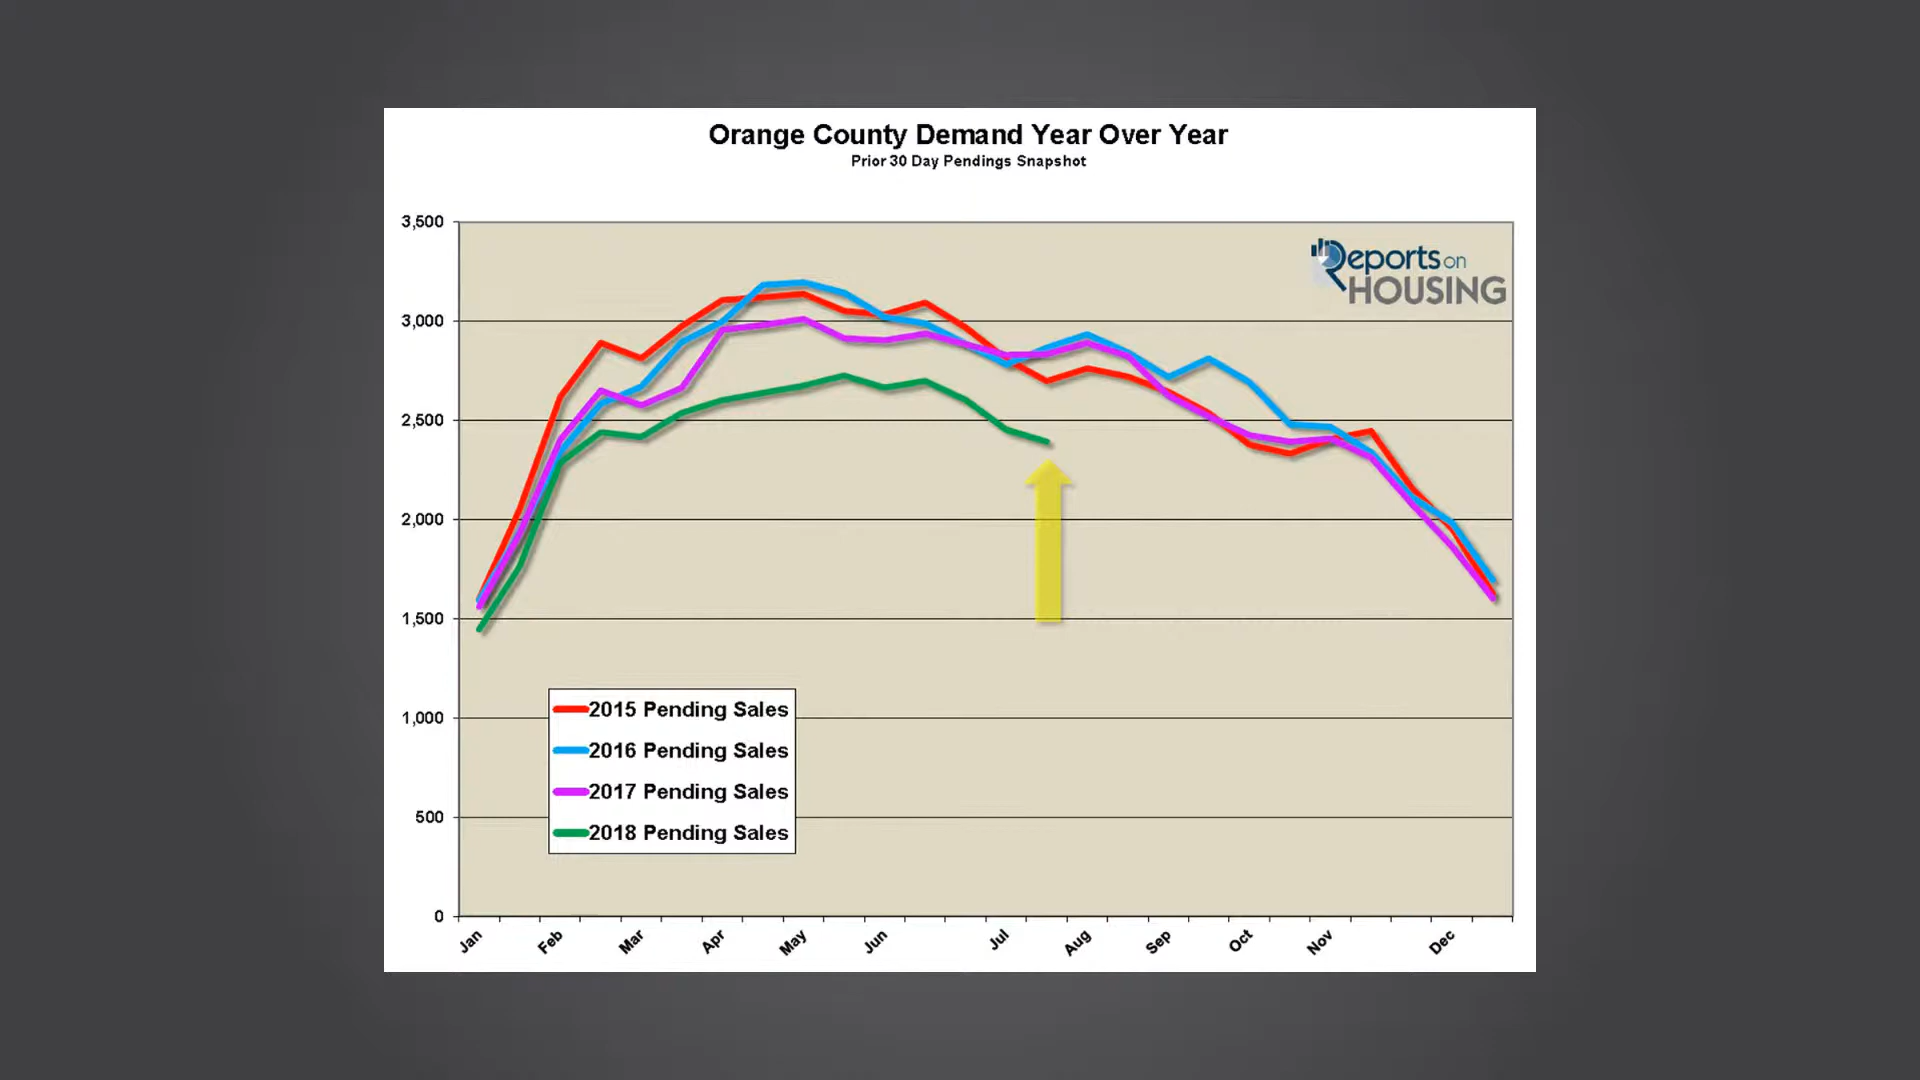 Orange County Demand Year Over Year
Prior 30 Day Pendings Snapshot
Reports on
HOUSING
3,500
3,000
2,500
2,000
1,500
1,000
500
0
2015 Pending Sales
2016 Pending Sales
2017 Pending Sales
2018 Pending Sales
Jan Feb Mar Apr May Jun Jul Aug Sep Oct Nov Dec